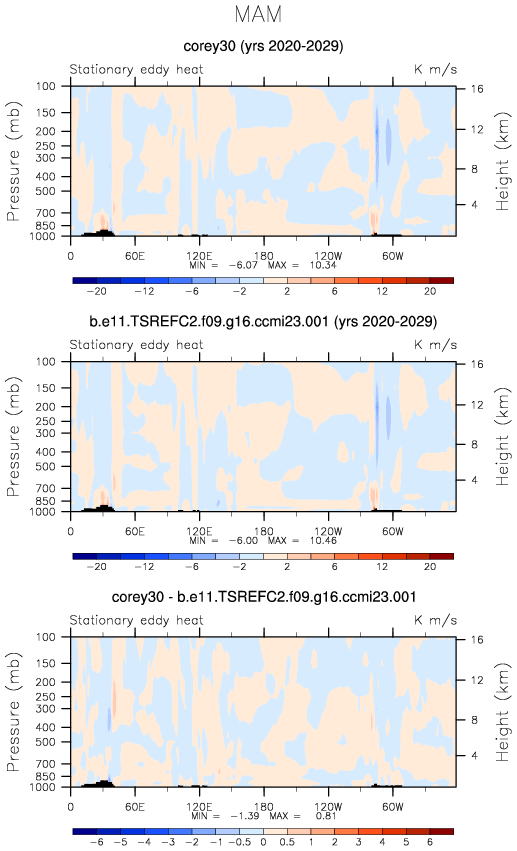 MAM
corey30 (yrs 2020-2029)
Stationary eddy heat K m/s
Pressure (mb)
100
150
200
250
300
400
500
700
850
1000
16
12
8
4
Height (km)
0 60E 120E 180 120W 60W
MIN = -6.07 MAX = 10.34
-20 -12 -6 -2 2 6 12 20
b.e11.TSREFC2.f09.g16.ccmi23.001 (yrs 2020-2029)
Stationary eddy heat K m/s
Pressure (mb)
100
150
200
250
300
400
500
700
850
1000
16
12
8
4
Height (km)
0 60E 120E 180 120W 60W
MIN = -6.00 MAX = 10.46
-20 -12 -6 -2 2 6 12 20
corey30 - b.e11.TSREFC2.f09.g16.ccmi23.001
Stationary eddy heat K m/s
Pressure (mb)
100
150
200
250
300
400
500
700
850
1000
16
12
8
4
Height (km)
0 60E 120E 180 120W 60W
MIN = -1.39 MAX = 0.81
-6 -5 -4 -3 -2 -1 -0.5 0 0.5 1 2 3 4 5 6